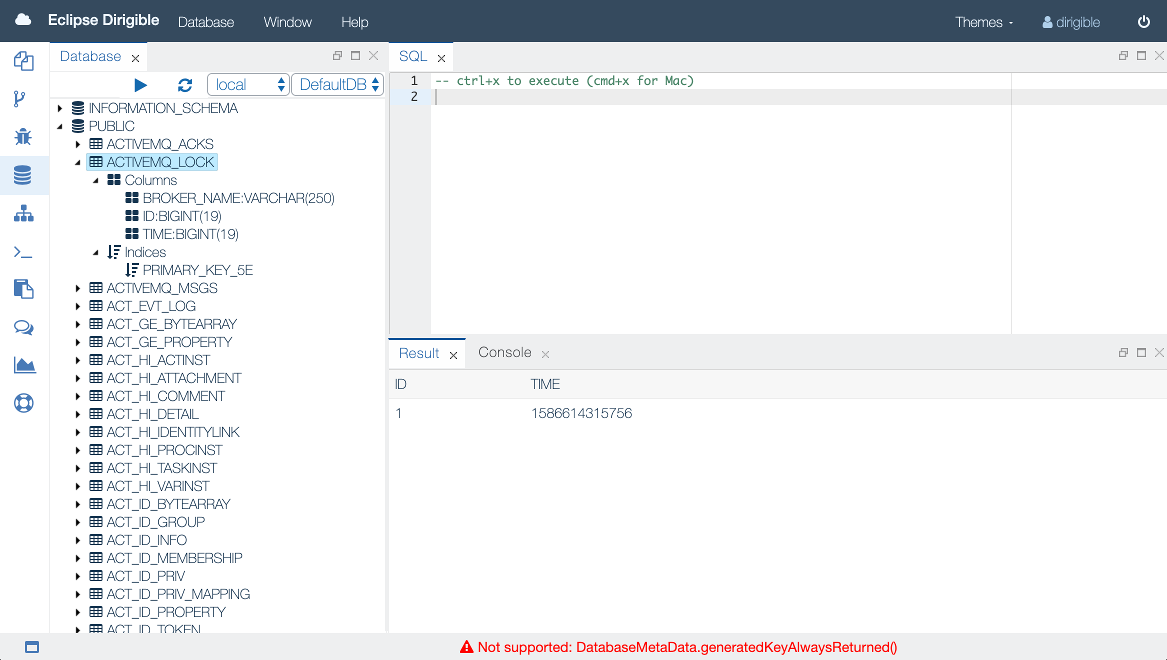 Eclipse Dirigible Database Window Help Themes dirigible
Database
SQL
local DefaultDB
1 -- ctrl+x to execute (cmd+x for Mac)
2
INFORMATION_SCHEMA
PUBLIC
ACTIVEMQ_ACKS
ACTIVEMQ_LOCK
Columns
BROKER_NAME:VARCHAR(250)
ID:BIGINT(19)
TIME:BIGINT(19)
Indices
PRIMARY_KEY_5E
ACTIVEMQ_MSGS
ACT_EVT_LOG
ACT_GE_BYTEARRAY
ACT_GE_PROPERTY
ACT_HI_ACTINST
ACT_HI_ATTACHMENT
ACT_HI_COMMENT
ACT_HI_DETAIL
ACT_HI_IDENTITYLINK
ACT_HI_PROCINST
ACT_HI_TASKINST
ACT_HI_VARINST
ACT_ID_BYTEARRAY
ACT_ID_GROUP
ACT_ID_INFO
ACT_ID_MEMBERSHIP
ACT_ID_PRIV
ACT_ID_PRIV_MAPPING
ACT_ID_PROPERTY
ACT_ID_TOKEN
Result Console
ID TIME
1 1586614315756
Not supported: DatabaseMetaData.generatedKeyAlwaysReturned()